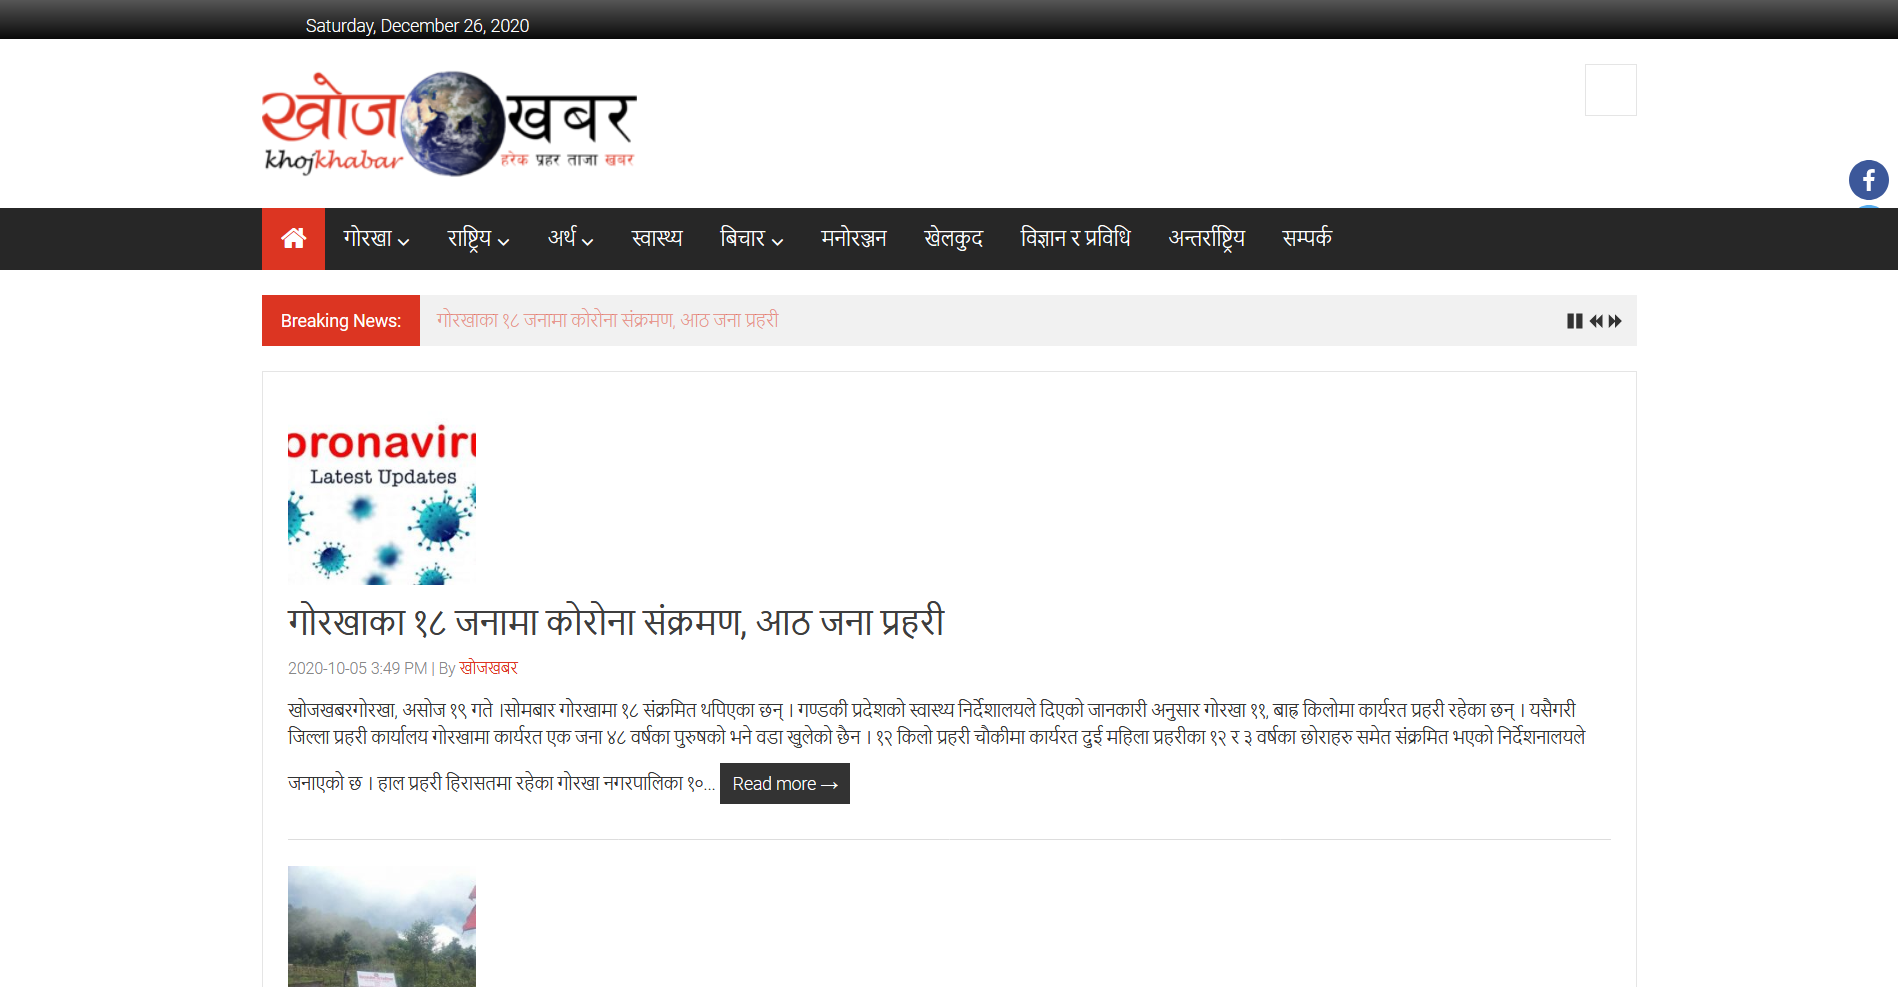 Saturday, December 26, 2020
खोज खबर
khojkhabar हरेक प्रहर ताजा खबर
गोरखा राष्ट्रिय अर्थ स्वास्थ्य बिचार मनोरञ्जन खेलकुद विज्ञान र प्रविधि अन्तर्राष्ट्रिय सम्पर्क
Breaking News: गोरखाका १८ जनामा कोरोना संक्रमण, आठ जना प्रहरी
oronaviru
Latest Updates
गोरखाका १८ जनामा कोरोना संक्रमण, आठ जना प्रहरी
2020-10-05 3:49 PM | By खोजखबर
खोजखबरगोरखा, असोज १९ गते ।सोमबार गोरखामा १८ संक्रमित थपिएका छन् । गण्डकी प्रदेशको स्वास्थ्य निर्देशालयले दिएको जानकारी अनुसार गोरखा ११, बाह्र किलोमा कार्यरत प्रहरी रहेका छन् । यसैगरी
जिल्ला प्रहरी कार्यालय गोरखामा कार्यरत एक जना ४८ वर्षका पुरुषको भने वडा खुलेको छैन । १२ किलो प्रहरी चौकीमा कार्यरत दुई महिला प्रहरीका १२ र ३ वर्षका छोराहरु समेत संक्रमित भएको निर्देशनालयले
जनाएको छ । हाल प्रहरी हिरासतमा रहेका गोरखा नगरपालिका १०... Read more →